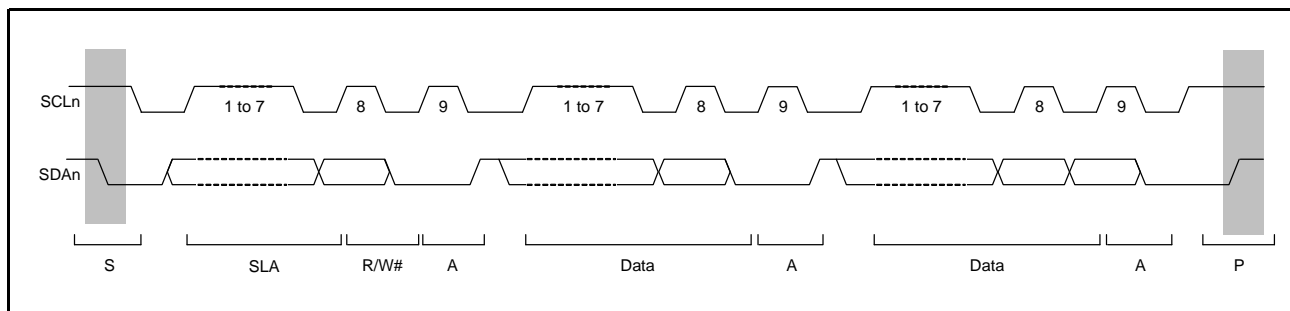 SCLn 1 to 7 8 9 1 to 7 8 9 1 to 7 8 9
SDAn
S SLA R/W# A Data A Data A P